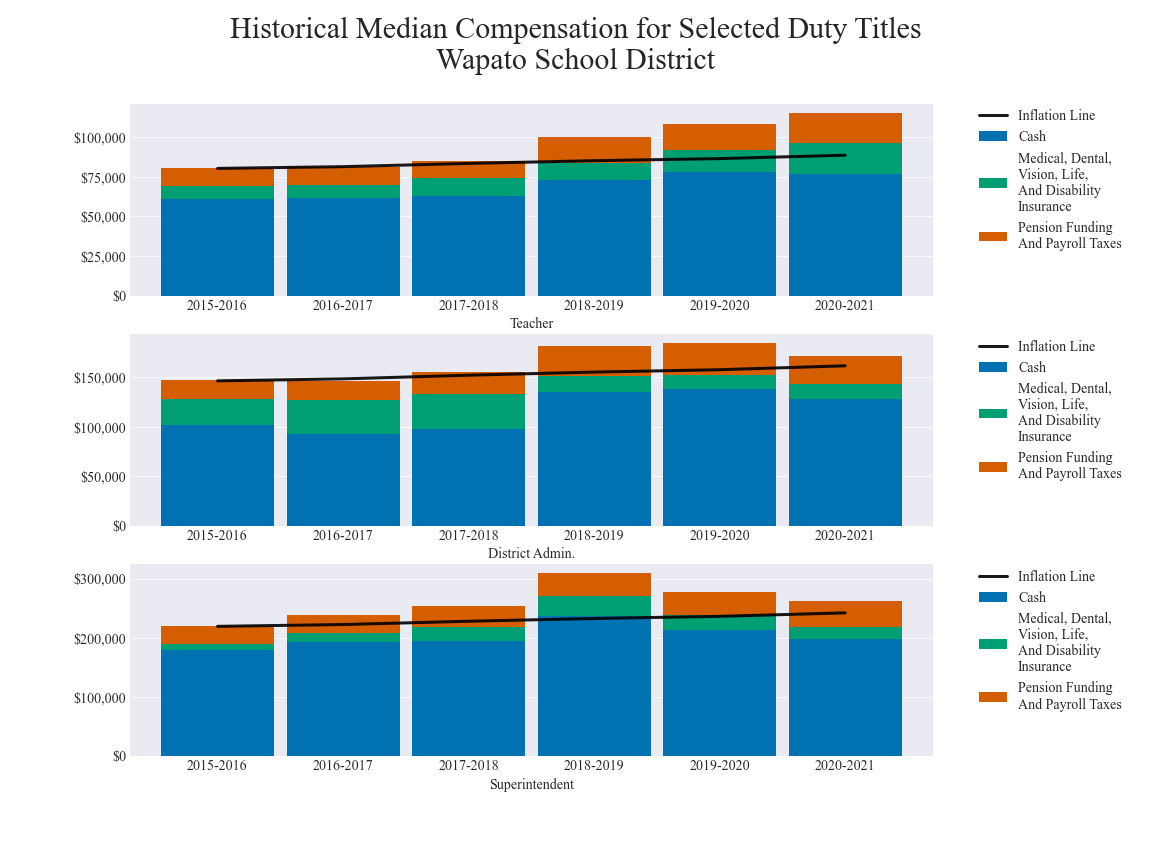 Historical Median Compensation for Selected Duty Titles
Wapato School District
$100,000
$75,000
$50,000
$25,000
$0
2015-2016 2016-2017 2017-2018 2018-2019 2019-2020 2020-2021
Teacher
Inflation Line
Cash
Medical, Dental,
Vision, Life,
And Disability
Insurance
Pension Funding
And Payroll Taxes
$150,000
$100,000
$50,000
$0
2015-2016 2016-2017 2017-2018 2018-2019 2019-2020 2020-2021
District Admin.
Inflation Line
Cash
Medical, Dental,
Vision, Life,
And Disability
Insurance
Pension Funding
And Payroll Taxes
$300,000
$200,000
$100,000
$0
2015-2016 2016-2017 2017-2018 2018-2019 2019-2020 2020-2021
Superintendent
Inflation Line
Cash
Medical, Dental,
Vision, Life,
And Disability
Insurance
Pension Funding
And Payroll Taxes